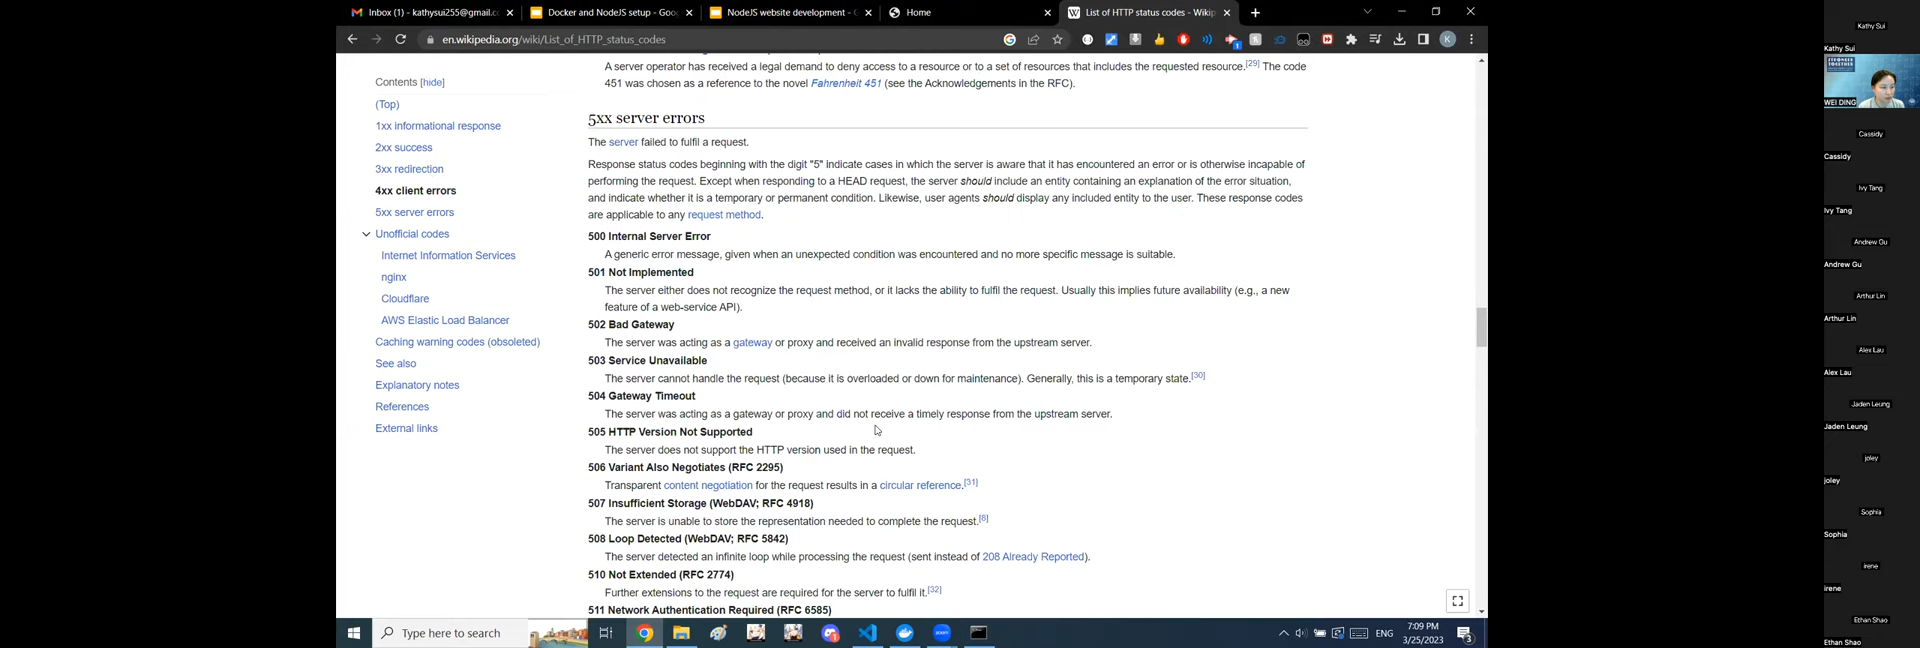 Inbox (1) - kathysui255@gmail.c
Docker and NodeJS setup - Goo
NodeJS website development - G
Home
List of HTTP status codes - Wikip
en.wikipedia.org/wiki/List_of_HTTP_status_codes
K
Contents [hide]
(Top)
1xx informational response
2xx success
3xx redirection
4xx client errors
5xx server errors
Unofficial codes
Internet Information Services
nginx
Cloudflare
AWS Elastic Load Balancer
Caching warning codes (obsoleted)
See also
Explanatory notes
References
External links
A server operator has received a legal demand to deny access to a resource or to a set of resources that includes the requested resource.[29] The code
451 was chosen as a reference to the novel Fahrenheit 451 (see the Acknowledgements in the RFC).
5xx server errors
The server failed to fulfil a request.
Response status codes beginning with the digit "5" indicate cases in which the server is aware that it has encountered an error or is otherwise incapable of
performing the request. Except when responding to a HEAD request, the server should include an entity containing an explanation of the error situation,
and indicate whether it is a temporary or permanent condition. Likewise, user agents should display any included entity to the user. These response codes
are applicable to any request method.
500 Internal Server Error
A generic error message, given when an unexpected condition was encountered and no more specific message is suitable.
501 Not Implemented
The server either does not recognize the request method, or it lacks the ability to fulfil the request. Usually this implies future availability (e.g., a new
feature of a web-service API).
502 Bad Gateway
The server was acting as a gateway or proxy and received an invalid response from the upstream server.
503 Service Unavailable
The server cannot handle the request (because it is overloaded or down for maintenance). Generally, this is a temporary state.[30]
504 Gateway Timeout
The server was acting as a gateway or proxy and did not receive a timely response from the upstream server.
505 HTTP Version Not Supported
The server does not support the HTTP version used in the request.
506 Variant Also Negotiates (RFC 2295)
Transparent content negotiation for the request results in a circular reference.[31]
507 Insufficient Storage (WebDAV; RFC 4918)
The server is unable to store the representation needed to complete the request.[8]
508 Loop Detected (WebDAV; RFC 5842)
The server detected an infinite loop while processing the request (sent instead of 208 Already Reported).
510 Not Extended (RFC 2774)
Further extensions to the request are required for the server to fulfil it.[32]
511 Network Authentication Required (RFC 6585)
Type here to search
zoom
ENG
7:09 PM
3/25/2023
3
Kathy Sui
Kathy Sui
STRONGER
TOGETHER
WEI DING
Cassidy
Cassidy
Ivy Tang
Ivy Tang
Andrew Gu
Andrew Gu
Arthur Lin
Arthur Lin
Alex Lau
Alex Lau
Jaden Leung
Jaden Leung
joley
joley
Sophia
Sophia
irene
irene
Ethan Shao
Ethan Shao